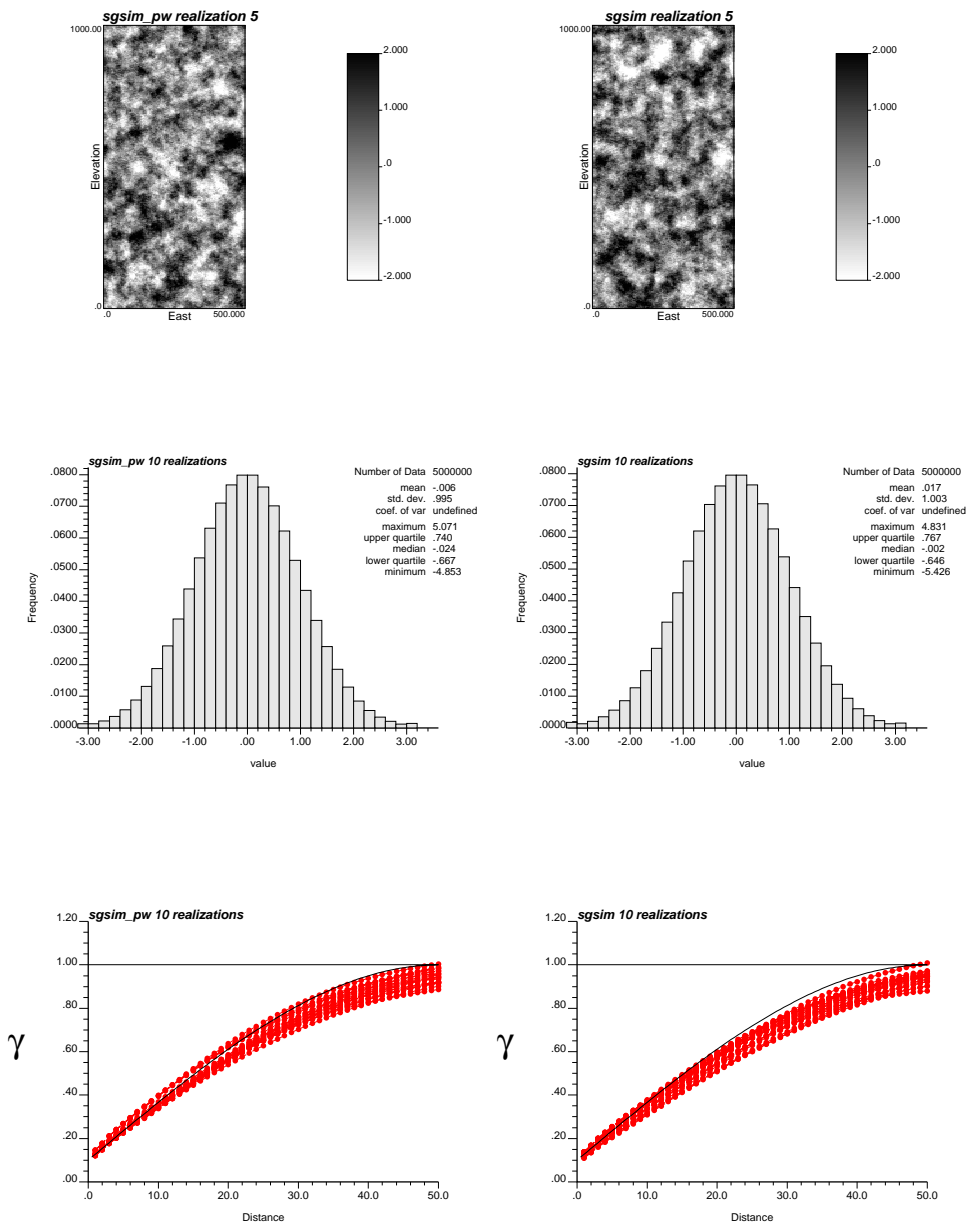 sgsim_pw realization 5
1000.00
Elevation
.0
.0
East
500.000
2.000
1.000
.0
-1.000
-2.000
sgsim realization 5
1000.00
Elevation
.0
.0
East
500.000
2.000
1.000
.0
-1.000
-2.000
sgsim_pw 10 realizations
Frequency
.0800
.0700
.0600
.0500
.0400
.0300
.0200
.0100
.0000
-3.00 -2.00 -1.00 .00 1.00 2.00 3.00
value
Number of Data 5000000
mean -.006
std. dev. .995
coef. of var undefined
maximum 5.071
upper quartile .740
median -.024
lower quartile -.667
minimum -4.853
sgsim 10 realizations
Frequency
.0800
.0700
.0600
.0500
.0400
.0300
.0200
.0100
.0000
-3.00 -2.00 -1.00 .00 1.00 2.00 3.00
value
Number of Data 5000000
mean .017
std. dev. 1.003
coef. of var undefined
maximum 4.831
upper quartile .767
median -.002
lower quartile -.646
minimum -5.426
sgsim_pw 10 realizations
γ
1.20
1.00
.80
.60
.40
.20
.00
.0 10.0 20.0 30.0 40.0 50.0
Distance
sgsim 10 realizations
γ
1.20
1.00
.80
.60
.40
.20
.00
.0 10.0 20.0 30.0 40.0 50.0
Distance